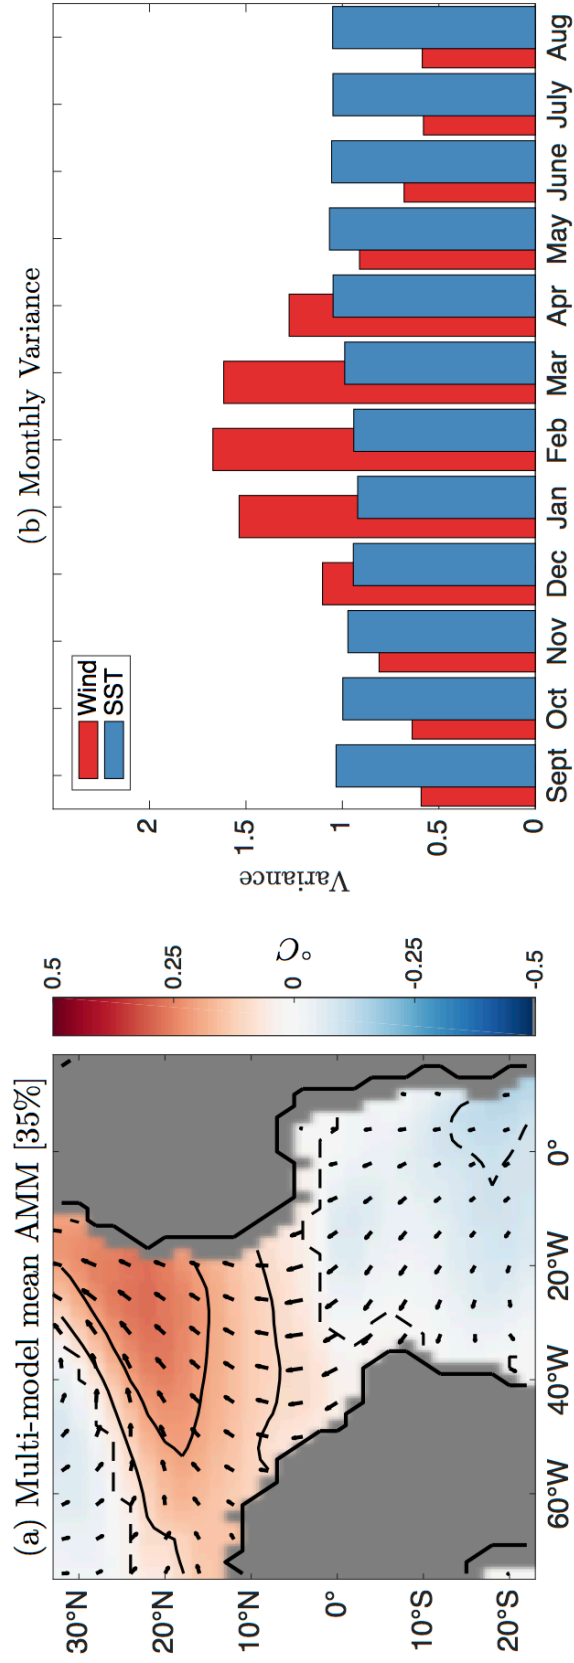 (a) Multi-model mean AMM [35%]
30°N
20°N
10°N
0°
10°S
20°S
60°W
40°W
20°W
0°
0.5
0.25
0
-0.25
-0.5
°C
(b) Monthly Variance
Wind
SST
Variance
2
1.5
1
0.5
0
Sept Oct Nov Dec Jan Feb Mar Apr May June July Aug